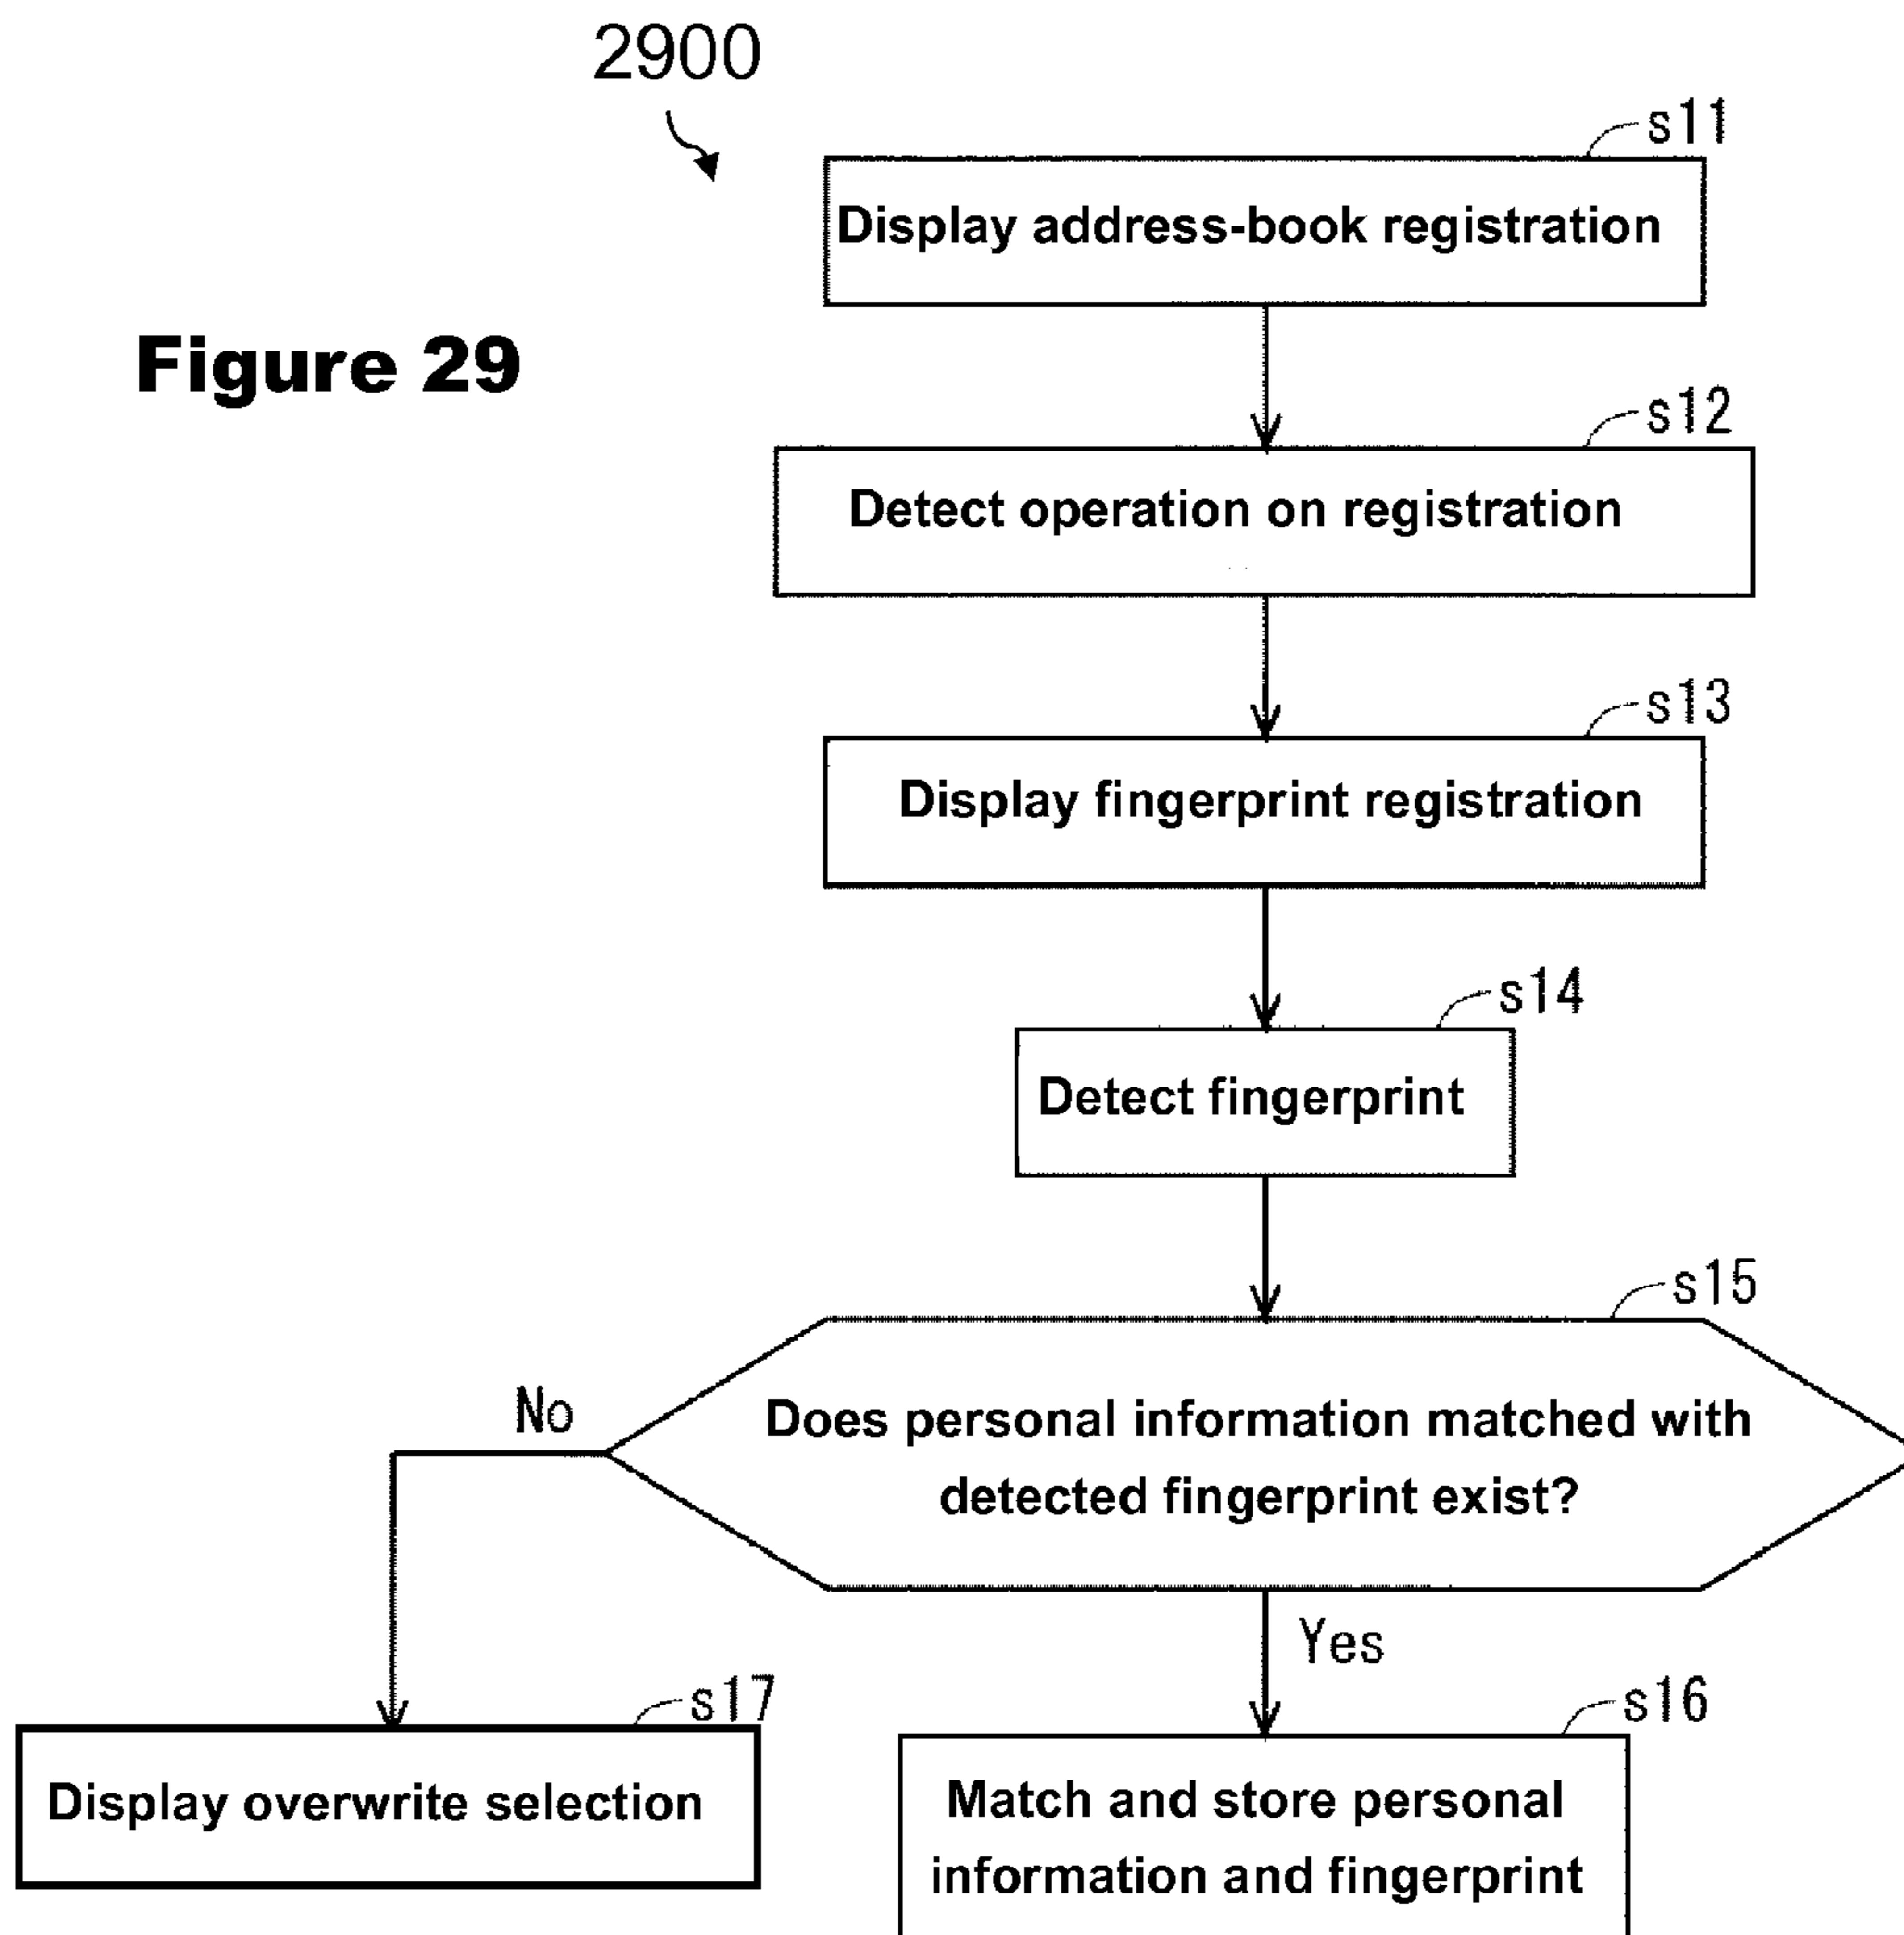 2900
s11
Display address-book registration
Figure 29
s12
Detect operation on registration
s13
Display fingerprint registration
s14
Detect fingerprint
s15
Does personal information matched with
detected fingerprint exist?
No
Yes
s17
Display overwrite selection
s16
Match and store personal
information and fingerprint